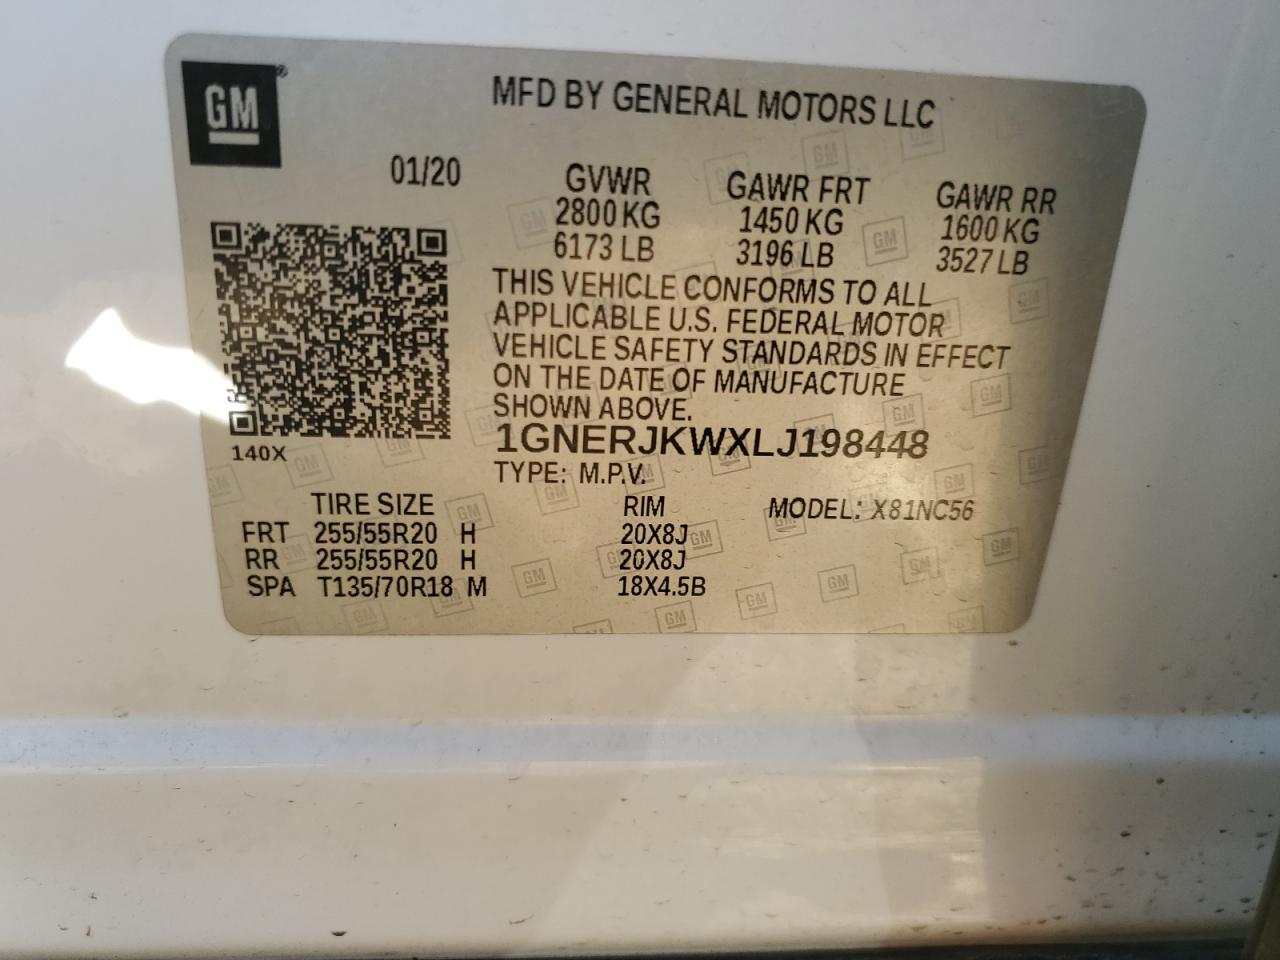 GM
MFD BY GENERAL MOTORS LLC
01/20
GVWR GAWR FRT GAWR RR
2800 KG 1450 KG 1600 KG
6173 LB 3196 LB 3527 LB
THIS VEHICLE CONFORMS TO ALL
APPLICABLE U.S. FEDERAL MOTOR
VEHICLE SAFETY STANDARDS IN EFFECT
ON THE DATE OF MANUFACTURE
SHOWN ABOVE.
140X
1GNERJKWXLJ198448
TYPE: M.P.V.
TIRE SIZE RIM MODEL: X81NC56
FRT 255/55R20 H 20X8J
RR 255/55R20 H 20X8J
SPA T135/70R18 M 18X4.5B